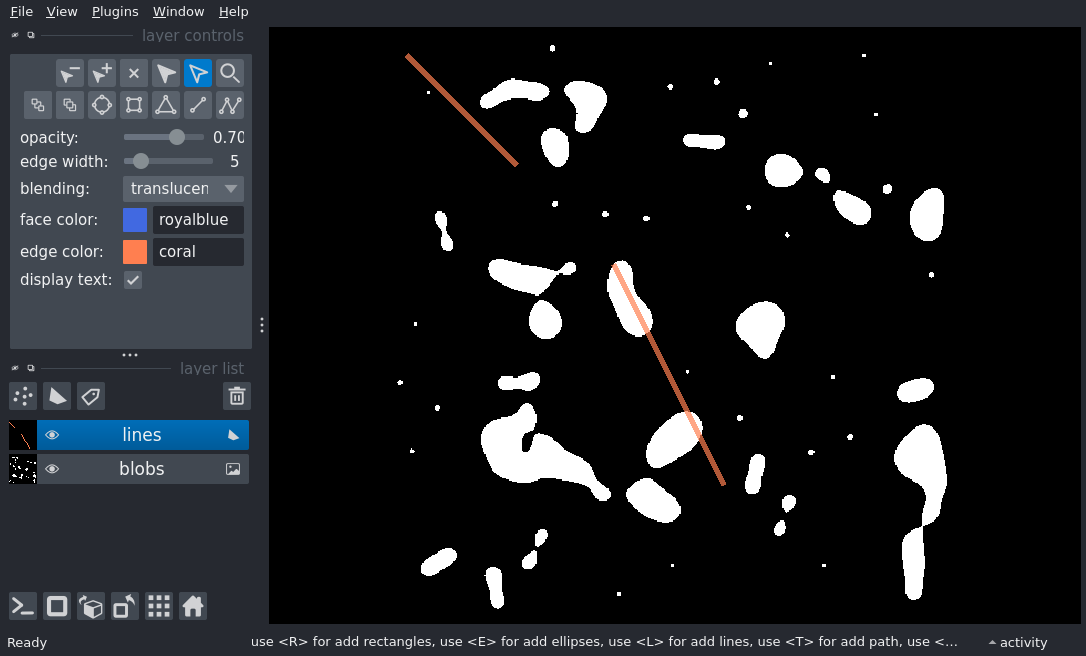 File View Plugins Window Help
layer controls
opacity: 0.70
edge width: 5
blending: translucen
face color: royalblue
edge color: coral
display text:
layer list
lines
blobs
Ready use <R> for add rectangles, use <E> for add ellipses, use <L> for add lines, use <T> for add path, use <... activity